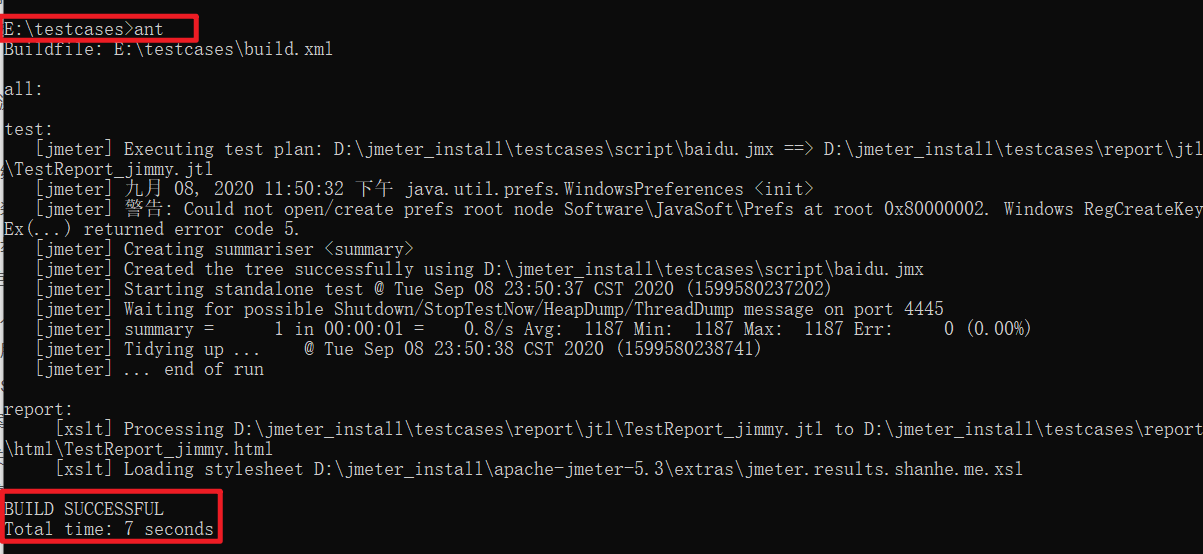 E:\testcases>ant
Buildfile: E:\testcases\build.xml
all:
test:
[jmeter] Executing test plan: D:\jmeter_install\testcases\script\baidu.jmx ==> D:\jmeter_install\testcases\report\jtl
\TestReport_jimmy.jtl
[jmeter] 九月 08, 2020 11:50:32 下午 java.util.prefs.WindowsPreferences <init>
[jmeter] 警告: Could not open/create prefs root node Software\JavaSoft\Prefs at root 0x80000002. Windows RegCreateKey
Ex(...) returned error code 5.
[jmeter] Creating summariser <summary>
[jmeter] Created the tree successfully using D:\jmeter_install\testcases\script\baidu.jmx
[jmeter] Starting standalone test @ Tue Sep 08 23:50:37 CST 2020 (1599580237202)
[jmeter] Waiting for possible Shutdown/StopTestNow/HeapDump/ThreadDump message on port 4445
[jmeter] summary =      1 in 00:00:01 =    0.8/s Avg:  1187 Min:  1187 Max:  1187 Err:     0 (0.00%)
[jmeter] Tidying up ...    @ Tue Sep 08 23:50:38 CST 2020 (1599580238741)
[jmeter] ... end of run
report:
[xslt] Processing D:\jmeter_install\testcases\report\jtl\TestReport_jimmy.jtl to D:\jmeter_install\testcases\report
\html\TestReport_jimmy.html
[xslt] Loading stylesheet D:\jmeter_install\apache-jmeter-5.3\extras\jmeter.results.shanhe.me.xsl
BUILD SUCCESSFUL
Total time: 7 seconds